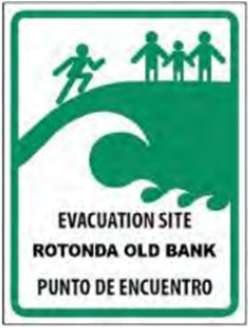 EVACUATION SITE
ROTONDA OLD BANK
PUNTO DE ENCUENTRO